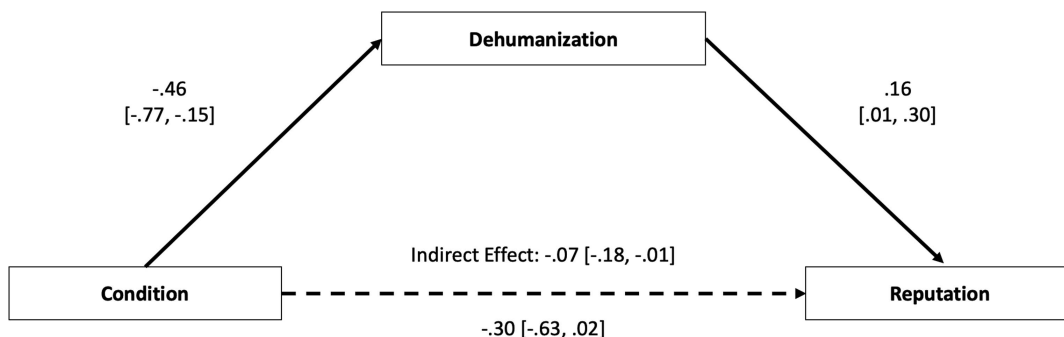 Dehumanization
-.46
[-.77, -.15]
.16
[.01, .30]
Indirect Effect: -.07 [-.18, -.01]
Condition
Reputation
-.30 [-.63, .02]